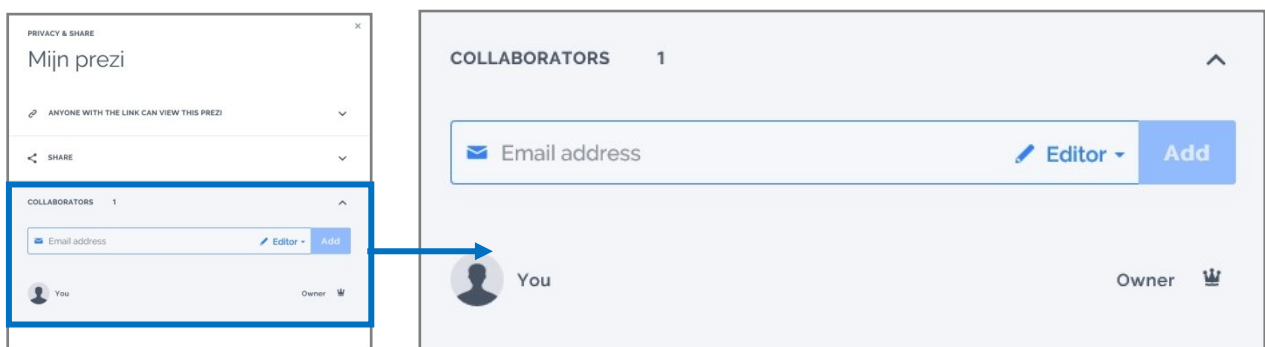 PRIVACY & SHARE
Mijn prezi
ANYONE WITH THE LINK CAN VIEW THIS PREZI
SHARE
COLLABORATORS 1
Email address Editor Add
You Owner
COLLABORATORS 1
Email address Editor Add
You Owner